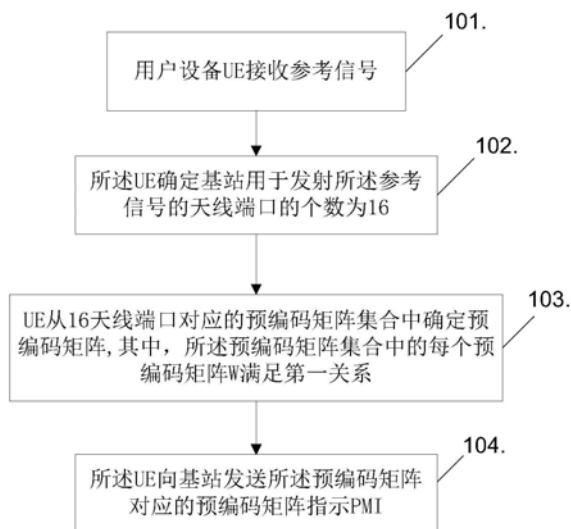 101.
用户设备UE接收参考信号
102.
所述UE确定基站用于发射所述参考
信号的天线端口的个数为16
103.
UE从16天线端口对应的预编码矩阵集合中确定预
编码矩阵,其中，所述预编码矩阵集合中的每个预
编码矩阵W满足第一关系
104.
所述UE向基站发送所述预编码矩阵
对应的预编码矩阵指示PMI